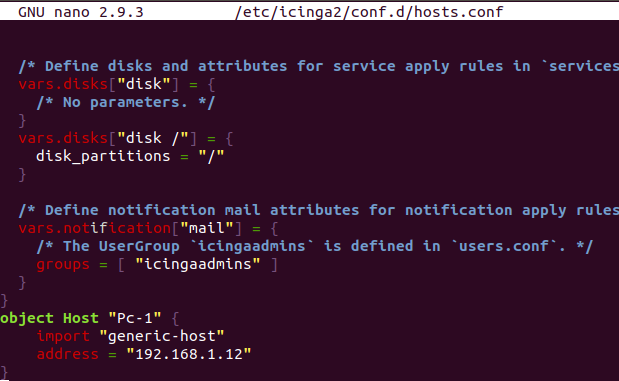 GNU nano 2.9.3 /etc/icinga2/conf.d/hosts.conf
/* Define disks and attributes for service apply rules in `services
vars.disks["disk"] = {
/* No parameters. */
}
vars.disks["disk /"] = {
disk_partitions = "/"
}
/* Define notification mail attributes for notification apply rules
vars.notification["mail"] = {
/* The UserGroup `icingaadmins` is defined in `users.conf`. */
groups = [ "icingaadmins" ]
}
}
object Host "Pc-1" {
import "generic-host"
address = "192.168.1.12"
}